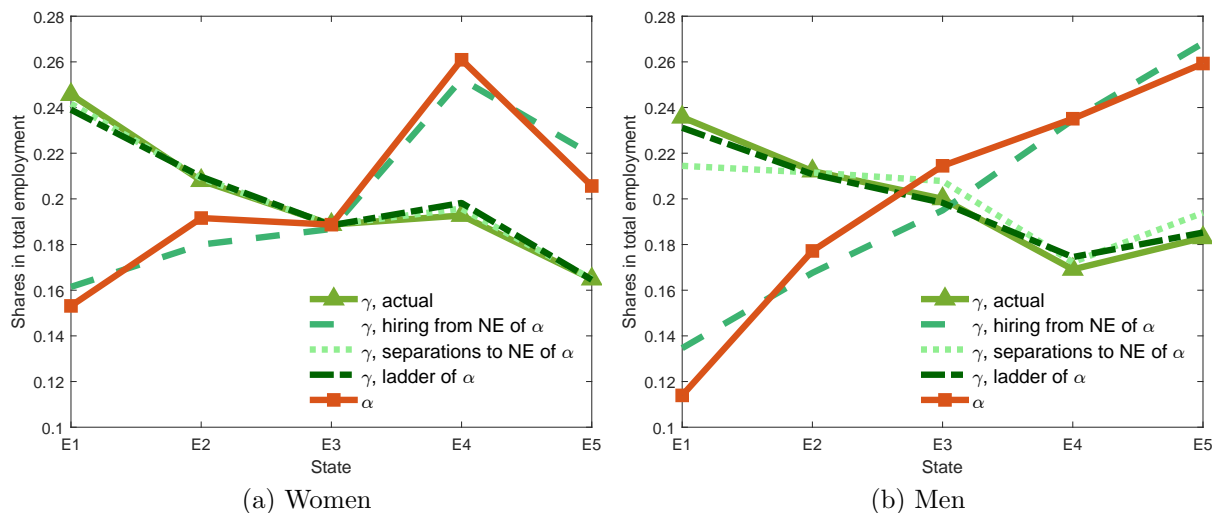 0.28
0.26
0.24
0.22
0.2
0.18
0.16
0.14
0.12
0.1
Shares in total employment
E1 E2 E3 E4 E5
State
γ, actual
γ, hiring from NE of α
γ, separations to NE of α
γ, ladder of α
α
(a) Women
0.28
0.26
0.24
0.22
0.2
0.18
0.16
0.14
0.12
0.1
Shares in total employment
E1 E2 E3 E4 E5
State
γ, actual
γ, hiring from NE of α
γ, separations to NE of α
γ, ladder of α
α
(b) Men